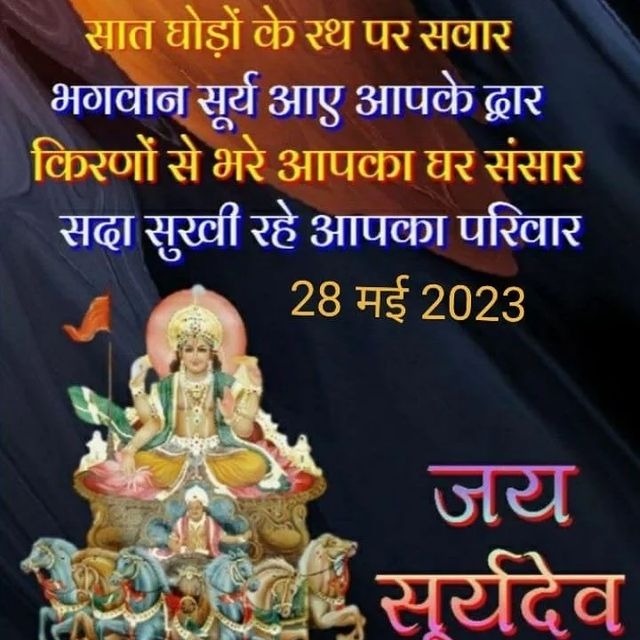 सात घोड़ों के रथ पर सवार
भगवान सूर्य आए आपके द्वार
किरणों से भरे आपका घर संसार
सदा सुखी रहे आपका परिवार
28 मई 2023
जय
सूर्यदेव